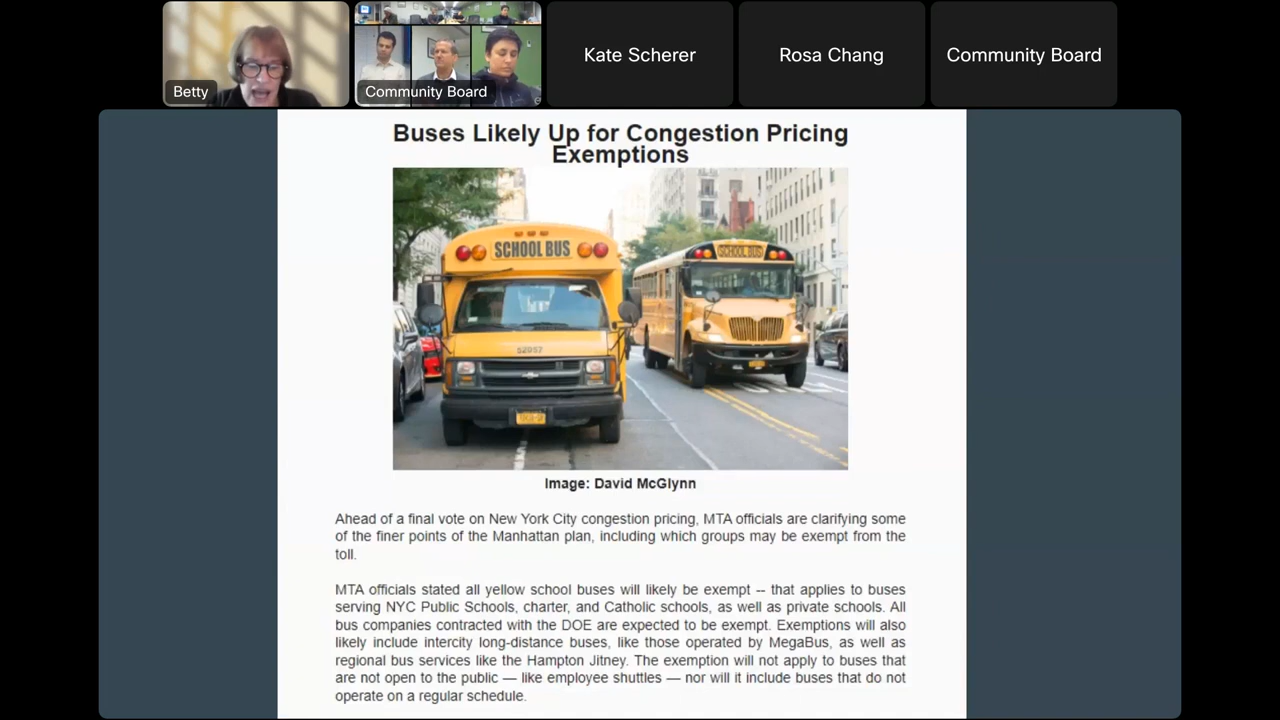 Betty
Community Board
Kate Scherer
Rosa Chang
Community Board
Buses Likely Up for Congestion Pricing
Exemptions
SCHOOL BUS
SCHOOL BUS
52057
Image: David McGlynn
Ahead of a final vote on New York City congestion pricing, MTA officials are clarifying some
of the finer points of the Manhattan plan, including which groups may be exempt from the
toll.
MTA officials stated all yellow school buses will likely be exempt -- that applies to buses
serving NYC Public Schools, charter, and Catholic schools, as well as private schools. All
bus companies contracted with the DOE are expected to be exempt. Exemptions will also
likely include intercity long-distance buses, like those operated by MegaBus, as well as
regional bus services like the Hampton Jitney. The exemption will not apply to buses that
are not open to the public — like employee shuttles — nor will it include buses that do not
operate on a regular schedule.